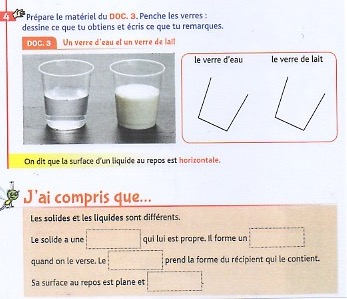 4 Prépare le matériel du DOC. 3. Penche les verres :
dessine ce que tu obtiens et écris ce que tu remarques.
DOC. 3 Un verre d'eau et un verre de lait
le verre d'eau le verre de lait
On dit que la surface d'un liquide au repos est horizontale.
J'ai compris que...
Les solides et les liquides sont différents.
Le solide a une qui lui est propre. Il forme un
quand on le verse. Le prend la forme du récipient qui le contient.
Sa surface au repos est plane et .